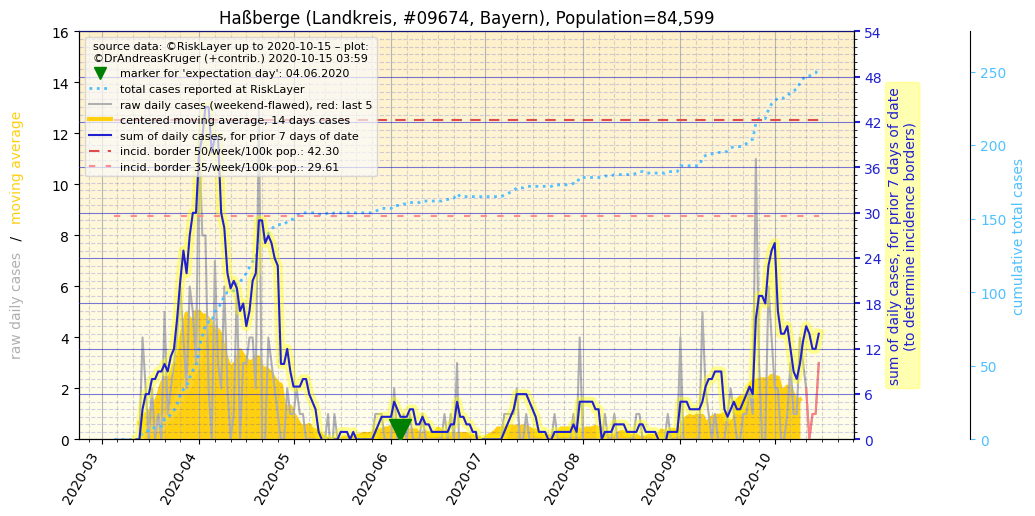 Haßberge (Landkreis, #09674, Bayern), Population=84,599
source data: ©RiskLayer up to 2020-10-15 – plot:
©DrAndreasKruger (+contrib.) 2020-10-15 03:59
marker for 'expectation day': 04.06.2020
total cases reported at RiskLayer
raw daily cases (weekend-flawed), red: last 5
centered moving average, 14 days cases
sum of daily cases, for prior 7 days of date
incid. border 50/week/100k pop.: 42.30
incid. border 35/week/100k pop.: 29.61
raw daily cases / moving average
16
14
12
10
8
6
4
2
0
2020-03
2020-04
2020-05
2020-06
2020-07
2020-08
2020-09
2020-10
54
48
42
36
30
24
18
12
6
0
sum of daily cases, for prior 7 days of date
(to determine incidence borders)
250
200
150
100
50
0
cumulative total cases